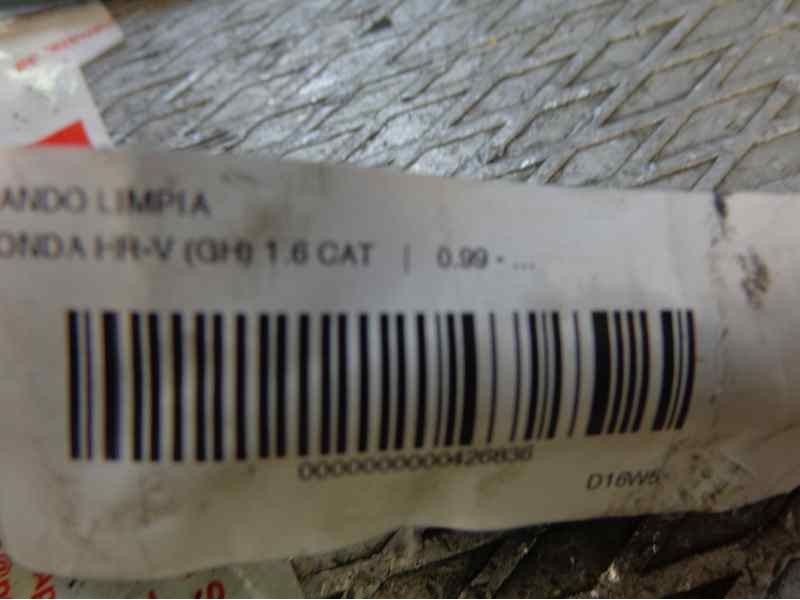 ANDO LIMPIA
ONDA HR-V (GH) 1.6 CAT | 0.99 - ...
0000000000426836
D16W5-